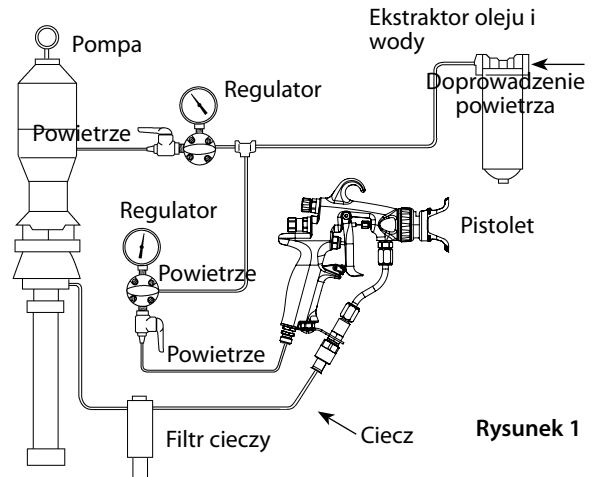 Ekstraktor oleju i
wody
Pompa
Doprowadzenie
powietrza
Regulator
Powietrze
Regulator
Pistolet
Powietrze
Powietrze
Filtr cieczy
Ciecz
Rysunek 1